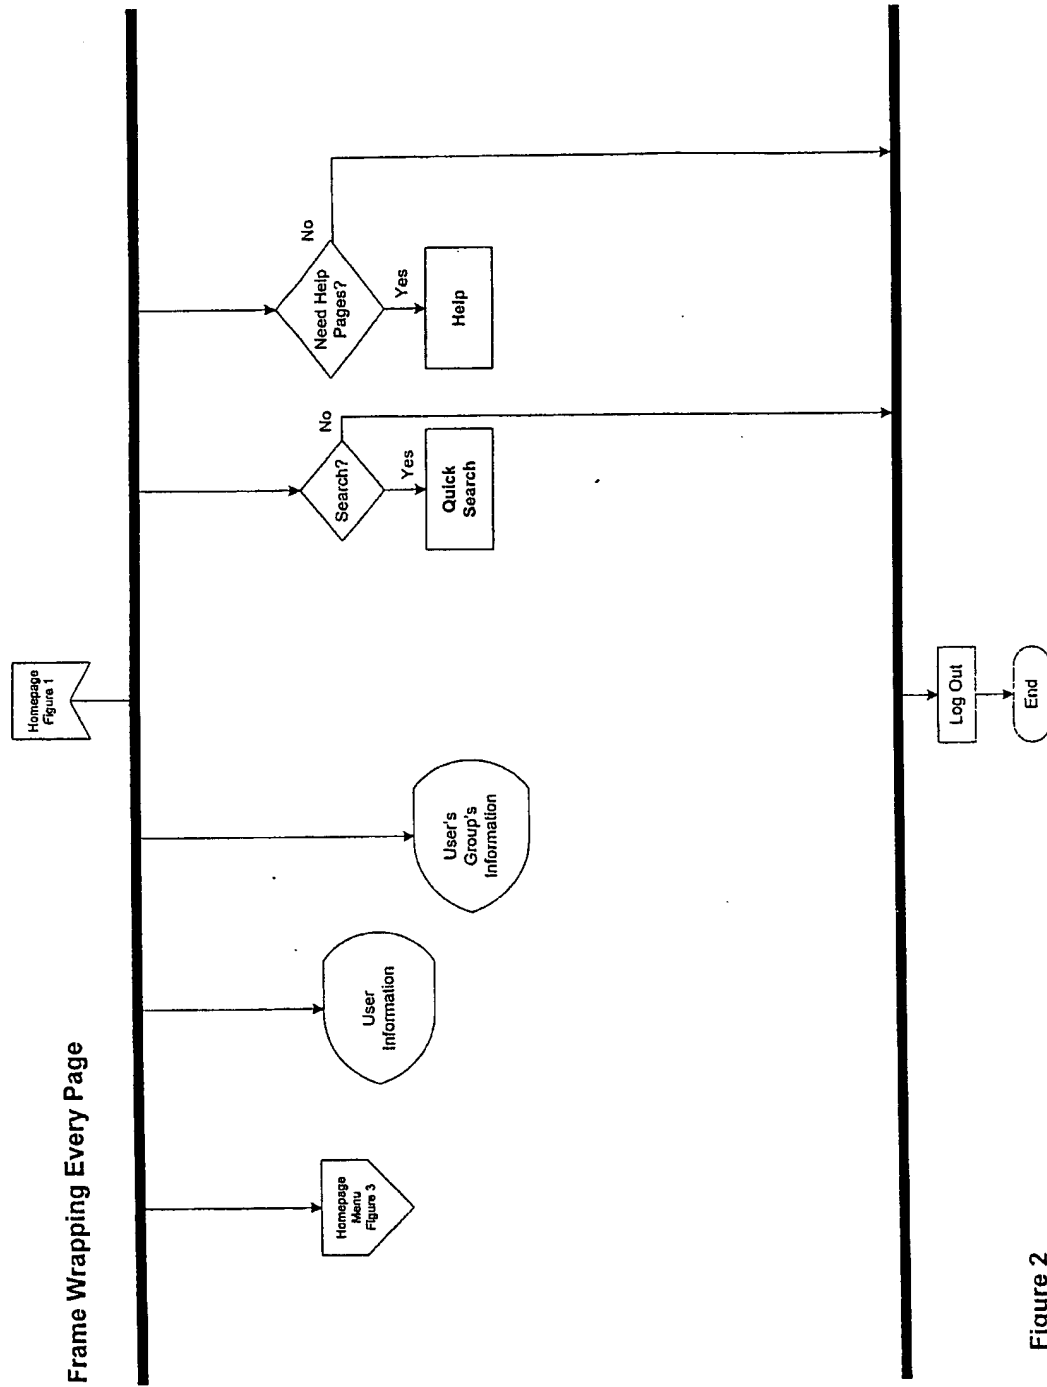 Frame Wrapping Every Page
Homepage
Figure 1
Homepage
Menu
Figure 3
User
Information
User's
Group's
Information
Search?
No
Yes
Quick
Search
Need Help
Pages?
No
Yes
Help
Log Out
End
Figure 2